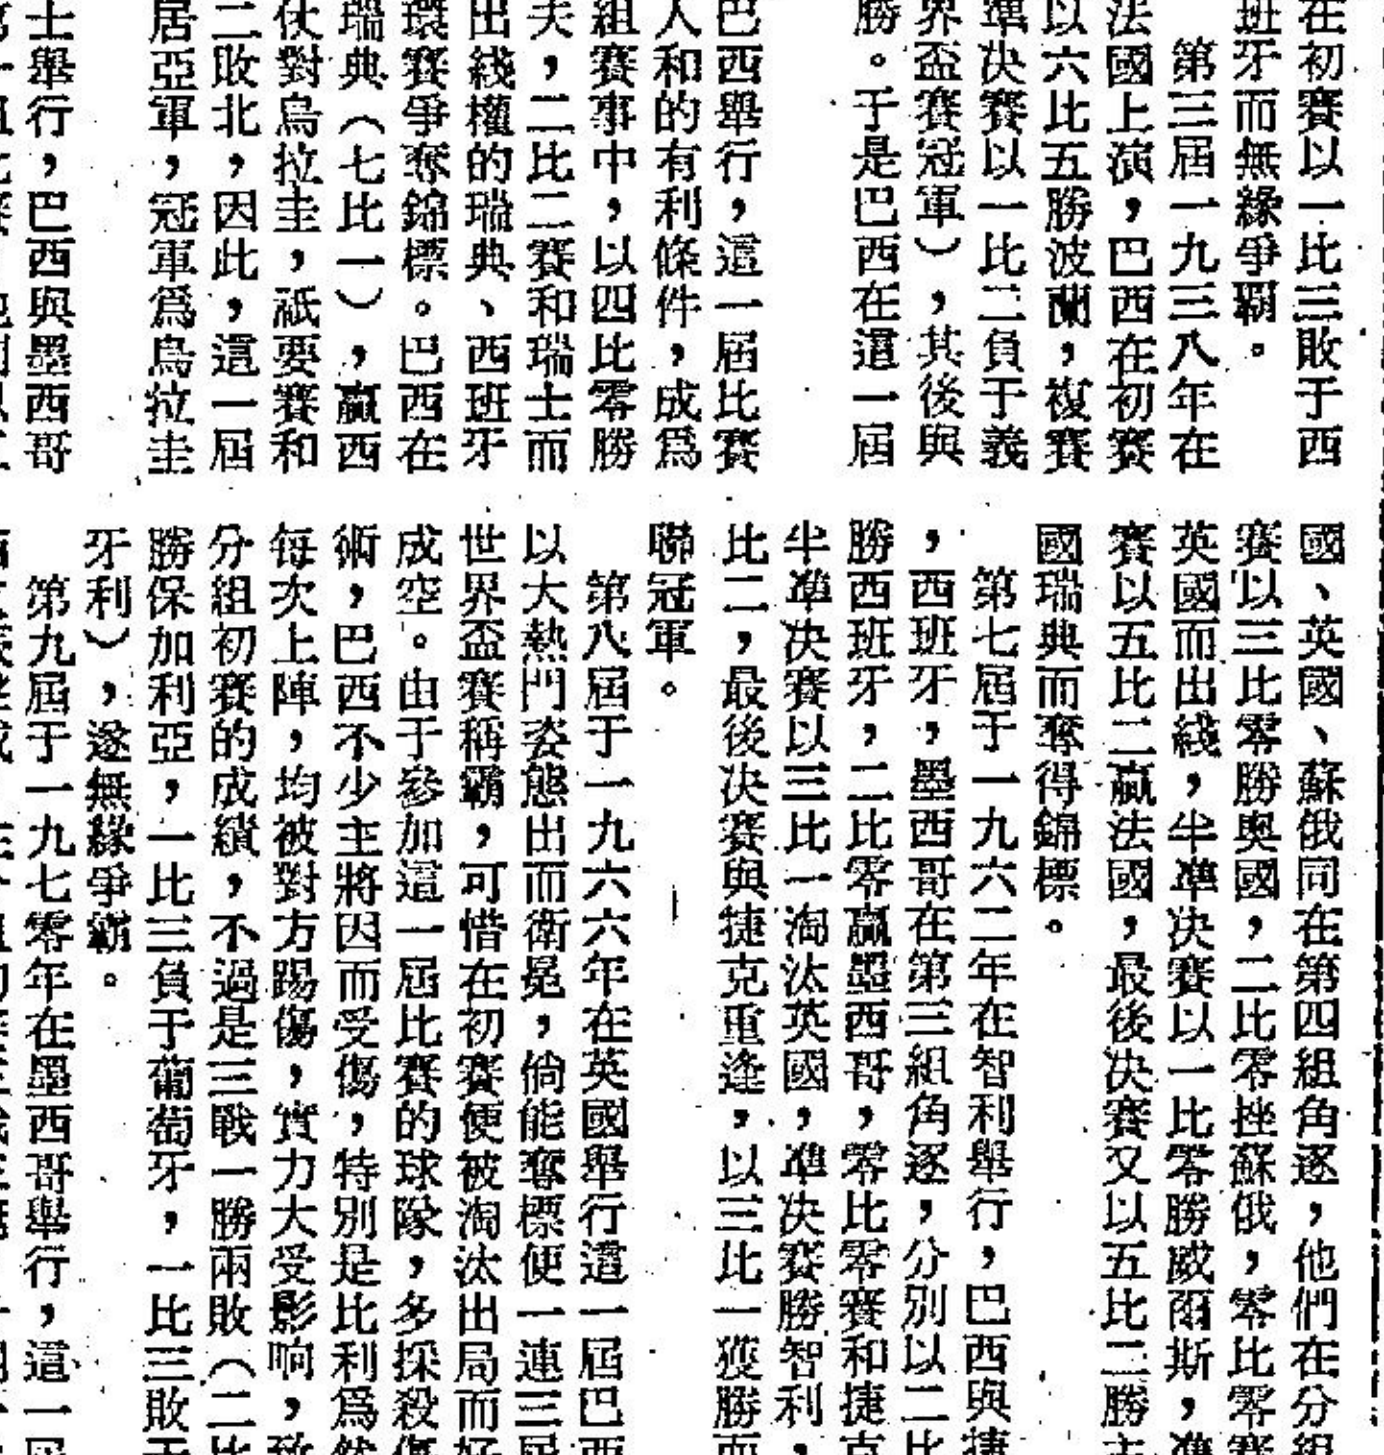 在初賽以一比三敗于西
班牙而無緣爭霸。
第三屆一九三八年在
法國上演，巴西在初賽
以六比五勝波蘭，複賽
準决賽以一比二負于義
界盃賽冠軍），其後與
勝。于是巴西在這一屆
巴西舉行，這一屆比賽
人和的有利條件，成爲
組賽事中，以四比零勝
夫，二比二賽和瑞士而
出綫權的瑞典、西班牙
環賽爭奪錦標。巴西在
瑞典（七比一），贏西
仗對烏拉圭，祇要賽和
二敗北，因此，這一屆
居亞軍，冠軍爲烏拉圭
士舉行，巴西與墨西哥
國、英國、蘇俄同在第四組角逐，他們在分組
賽以三比零勝奥國，二比零挫蘇俄，零比零賽
英國而出綫，半準决賽以一比零勝威爾斯，準
賽以五比二贏法國，最後决賽又以五比二勝主
國瑞典而奪得錦標。
第七屆于一九六二年在智利舉行，巴西與捷
，西班牙，墨西哥在第三組角逐，分別以二比
勝西班牙，二比零贏墨西哥，零比零賽和捷克
半準决賽以三比一淘汰英國，準决賽勝智利，
比二，最後决賽與捷克重逢，以三比一獲勝而
聯冠軍。
第八屆于一九六六年在英國舉行這一屆巴西
以大熱門姿態出而衛冕，倘能奪標便一連三屆
世界盃賽稱霸，可惜在初賽便被淘汰出局而好
成空。由于參加這一屆比賽的球隊，多採殺傷
術，巴西不少主將因而受傷，特別是比利爲然
每次上陣，均被對方踢傷，實力大受影响，致
分組初賽的成績，不過是三戰一勝兩敗（二比
勝保加利亞，一比三負于葡萄牙，一比三敗于
牙利），遂無緣爭霸。
第九屆于一九七零年在墨西哥舉行，這一屆